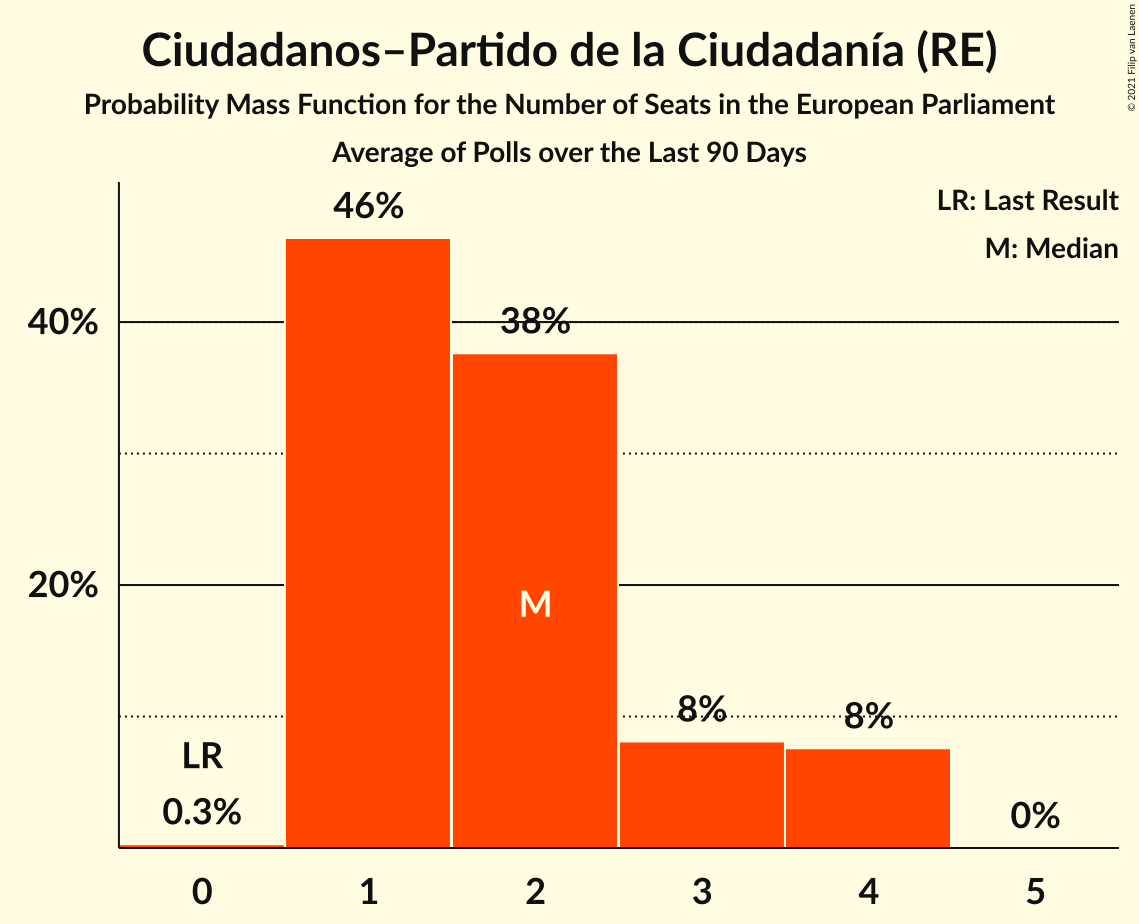 Ciudadanos–Partido de la Ciudadanía (RE)
Probability Mass Function for the Number of Seats in the European Parliament
Average of Polls over the Last 90 Days
© 2021 Filip van Laenen
LR: Last Result
M: Median
46%
40%
38%
20%
M
8%
8%
LR
0.3%
0%
0 1 2 3 4 5